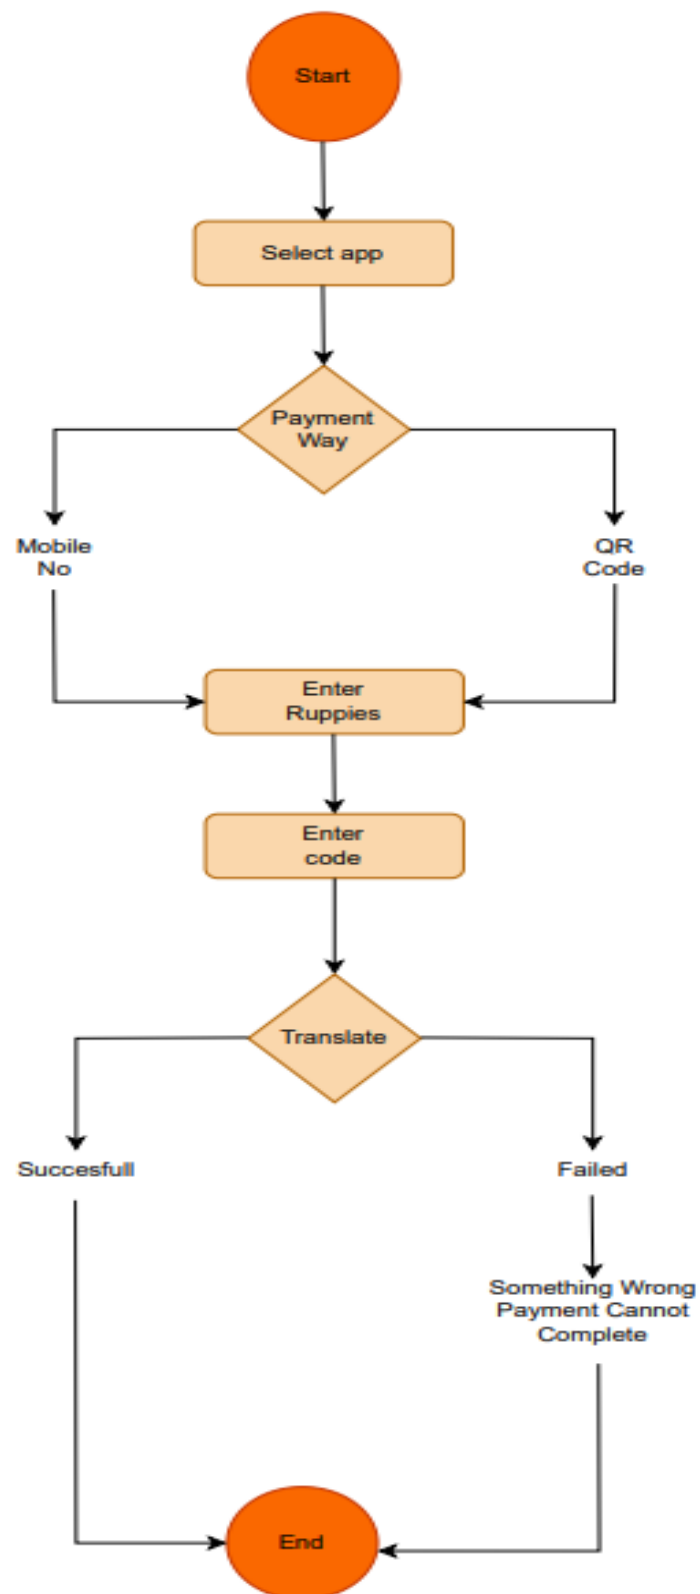 Start
Select app
Payment
Way
Mobile
No
QR
Code
Enter
Ruppies
Enter
code
Translate
Succesfull
Failed
Something Wrong
Payment Cannot
Complete
End